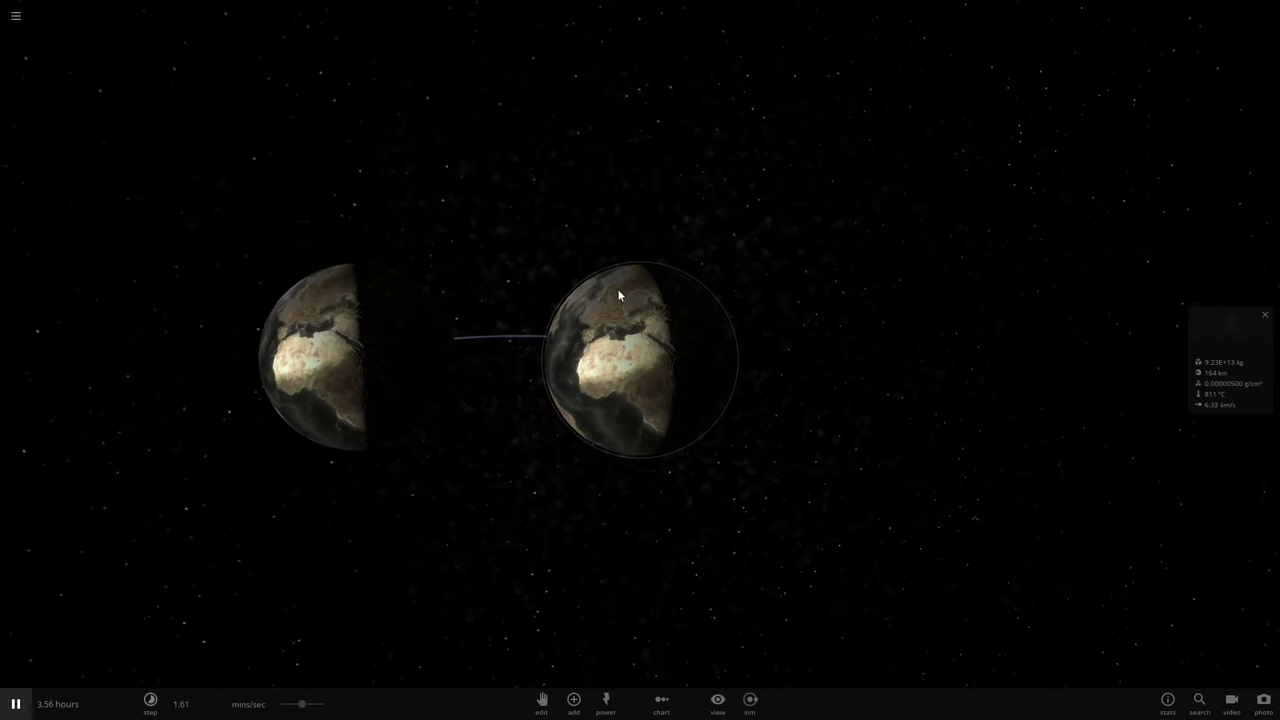 9.23E+13 kg
164 km
0.00000500 g/cm³
811 °C
6.33 km/s
3.56 hours
step
1.61
mins/sec
edit
add
power
chart
view
sim
stats
search
video
photo